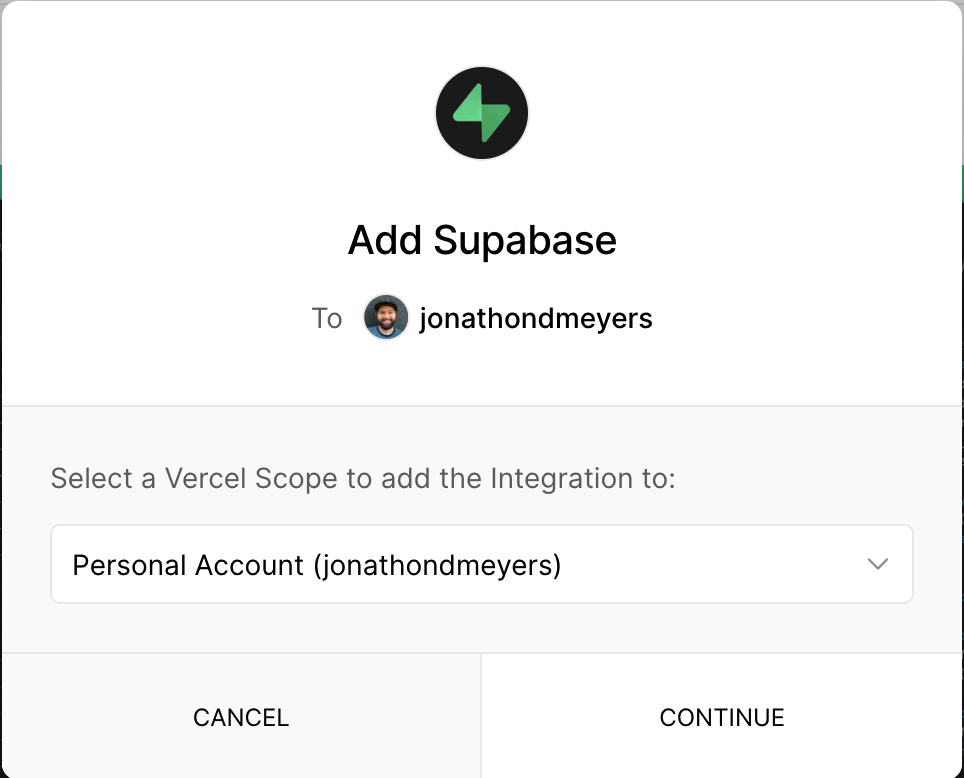 Add Supabase
To jonathondmeyers
Select a Vercel Scope to add the Integration to:
Personal Account (jonathondmeyers)
CANCEL
CONTINUE